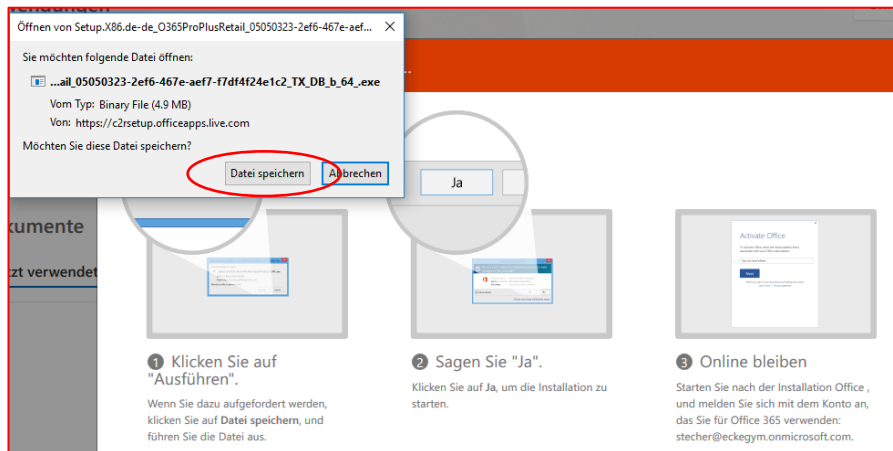 Öffnen von Setup.X86.de-de_O365ProPlusRetail_05050323-2ef6-467e-aef...
Sie möchten folgende Datei öffnen:
...ail_05050323-2ef6-467e-aef7-f7df4f24e1c2_TX_DB_b_64_.exe
Vom Typ: Binary File (4.9 MB)
Von: https://c2rsetup.officeapps.live.com
Möchten Sie diese Datei speichern?
Datei speichern
Abbrechen
Ja
kumente
zt verwendet
Activate Office
1 Klicken Sie auf
"Ausführen".
Wenn Sie dazu aufgefordert werden,
klicken Sie auf Datei speichern, und
führen Sie die Datei aus.
2 Sagen Sie "Ja".
Klicken Sie auf Ja, um die Installation zu
starten.
3 Online bleiben
Starten Sie nach der Installation Office ,
und melden Sie sich mit dem Konto an,
das Sie für Office 365 verwenden:
stecher@eckegym.onmicrosoft.com.